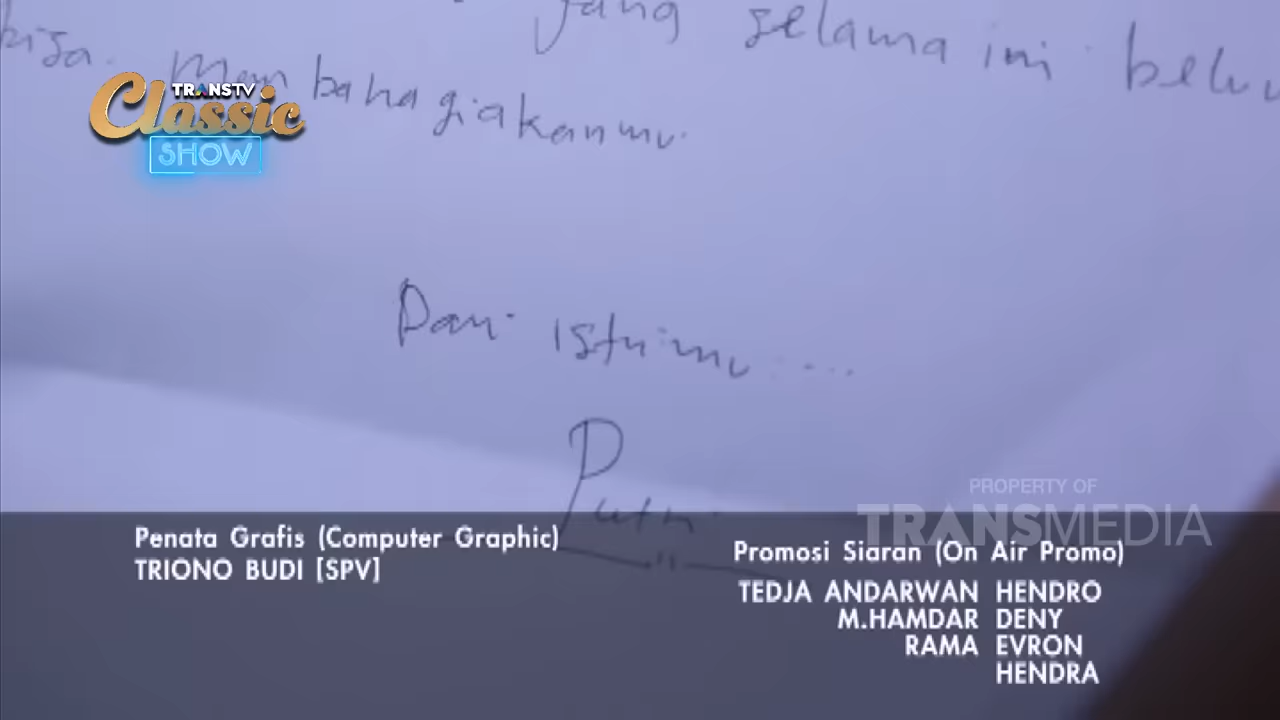 yang selama ini
bisa. Membahagiakanmu.
TRANSTV
Classic
SHOW
Dari istrimu ....
Putri
PROPERTY OF
TRANSMEDIA
Penata Grafis (Computer Graphic)
TRIONO BUDI [SPV]
Promosi Siaran (On Air Promo)
TEDJA ANDARWAN HENDRO
M.HAMDAR DENY
RAMA EVRON
HENDRA